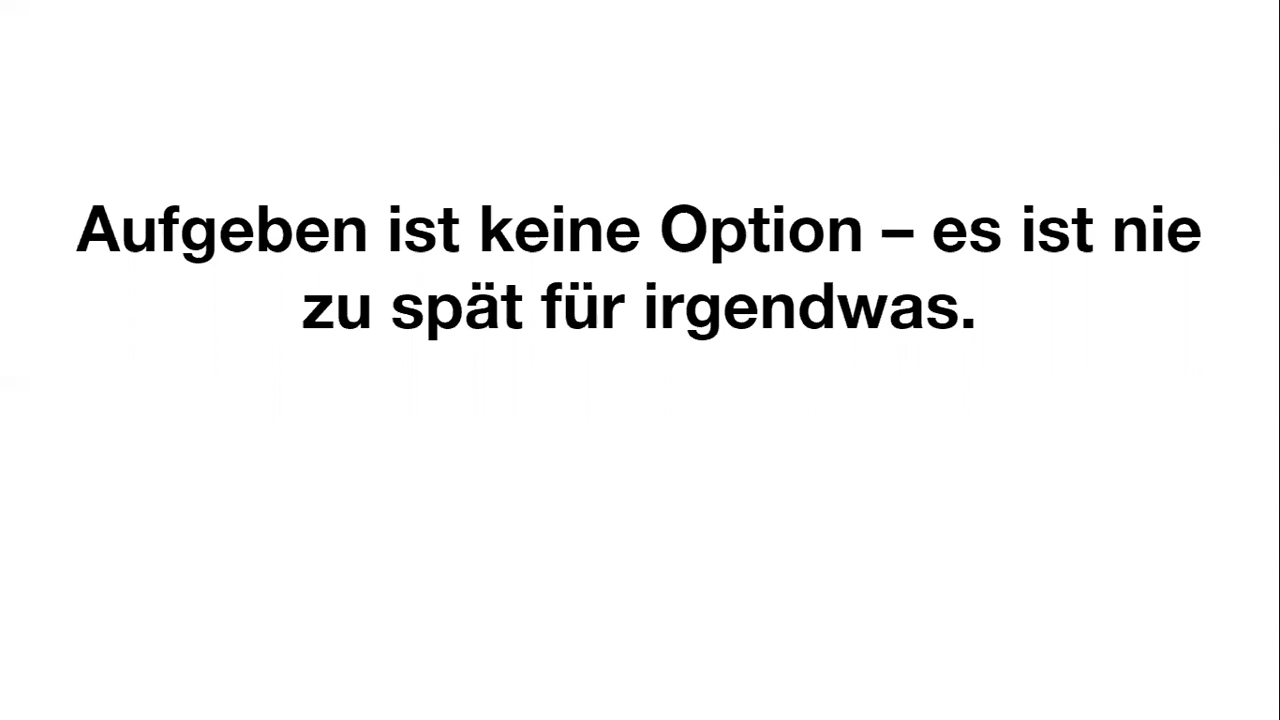 Aufgeben ist keine Option – es ist nie
zu spät für irgendwas.